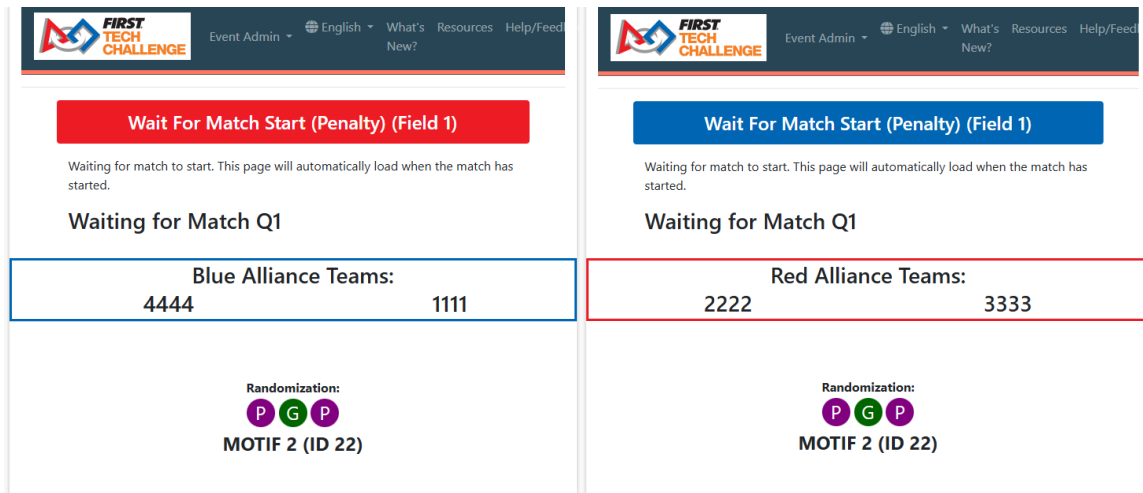 FIRST
TECH
CHALLENGE
Event Admin
English
What's
New?
Resources
Help/Feed
Wait For Match Start (Penalty) (Field 1)
Waiting for match to start. This page will automatically load when the match has
started.
Waiting for Match Q1
Blue Alliance Teams:
4444 1111
Randomization:
P G P
MOTIF 2 (ID 22)
FIRST
TECH
CHALLENGE
Event Admin
English
What's
New?
Resources
Help/Feed
Wait For Match Start (Penalty) (Field 1)
Waiting for match to start. This page will automatically load when the match has
started.
Waiting for Match Q1
Red Alliance Teams:
2222 3333
Randomization:
P G P
MOTIF 2 (ID 22)